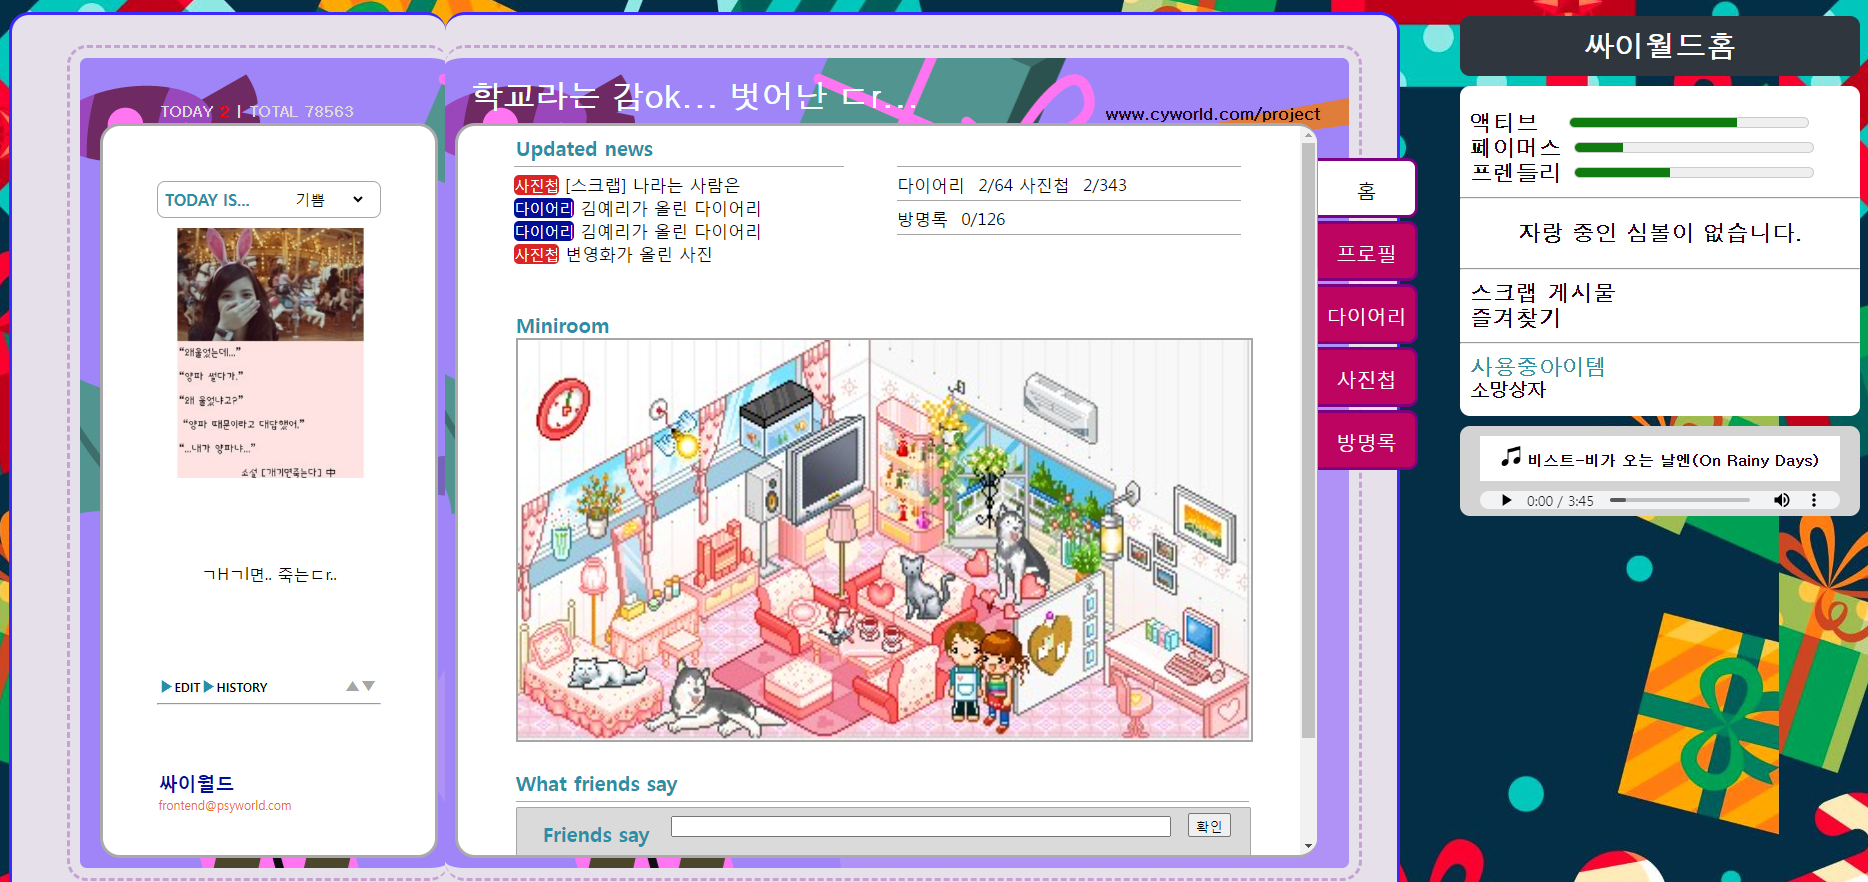 TODAY 2 | TOTAL 78563
TODAY IS...
기쁨
"왜울었는데..."
"양파 썰다가."
"왜 울었냐고?"
"양파 때문이라고 대답했어."
"...내가 양파냐..."
소설 [개기면죽는다] 中
ㄱHㄱl면.. 죽는ㄷr..
▶EDIT▶HISTORY
▲▼
싸이월드
frontend@psyworld.com
학교라는 감ok... 벗어난 ㄷr...
www.cyworld.com/project
Updated news
사진첩 [스크랩] 나라는 사람은
다이어리 김예리가 올린 다이어리
다이어리 김예리가 올린 다이어리
사진첩 변영화가 올린 사진
다이어리 2/64 사진첩 2/343
방명록 0/126
Miniroom
What friends say
Friends say
확인
홈
프로필
다이어리
사진첩
방명록
싸이월드홈
액티브
페이머스
프렌들리
자랑 중인 심볼이 없습니다.
스크랩 게시물
즐겨찾기
사용중아이템
소망상자
비스트-비가 오는 날엔(On Rainy Days)
0:00 / 3:45